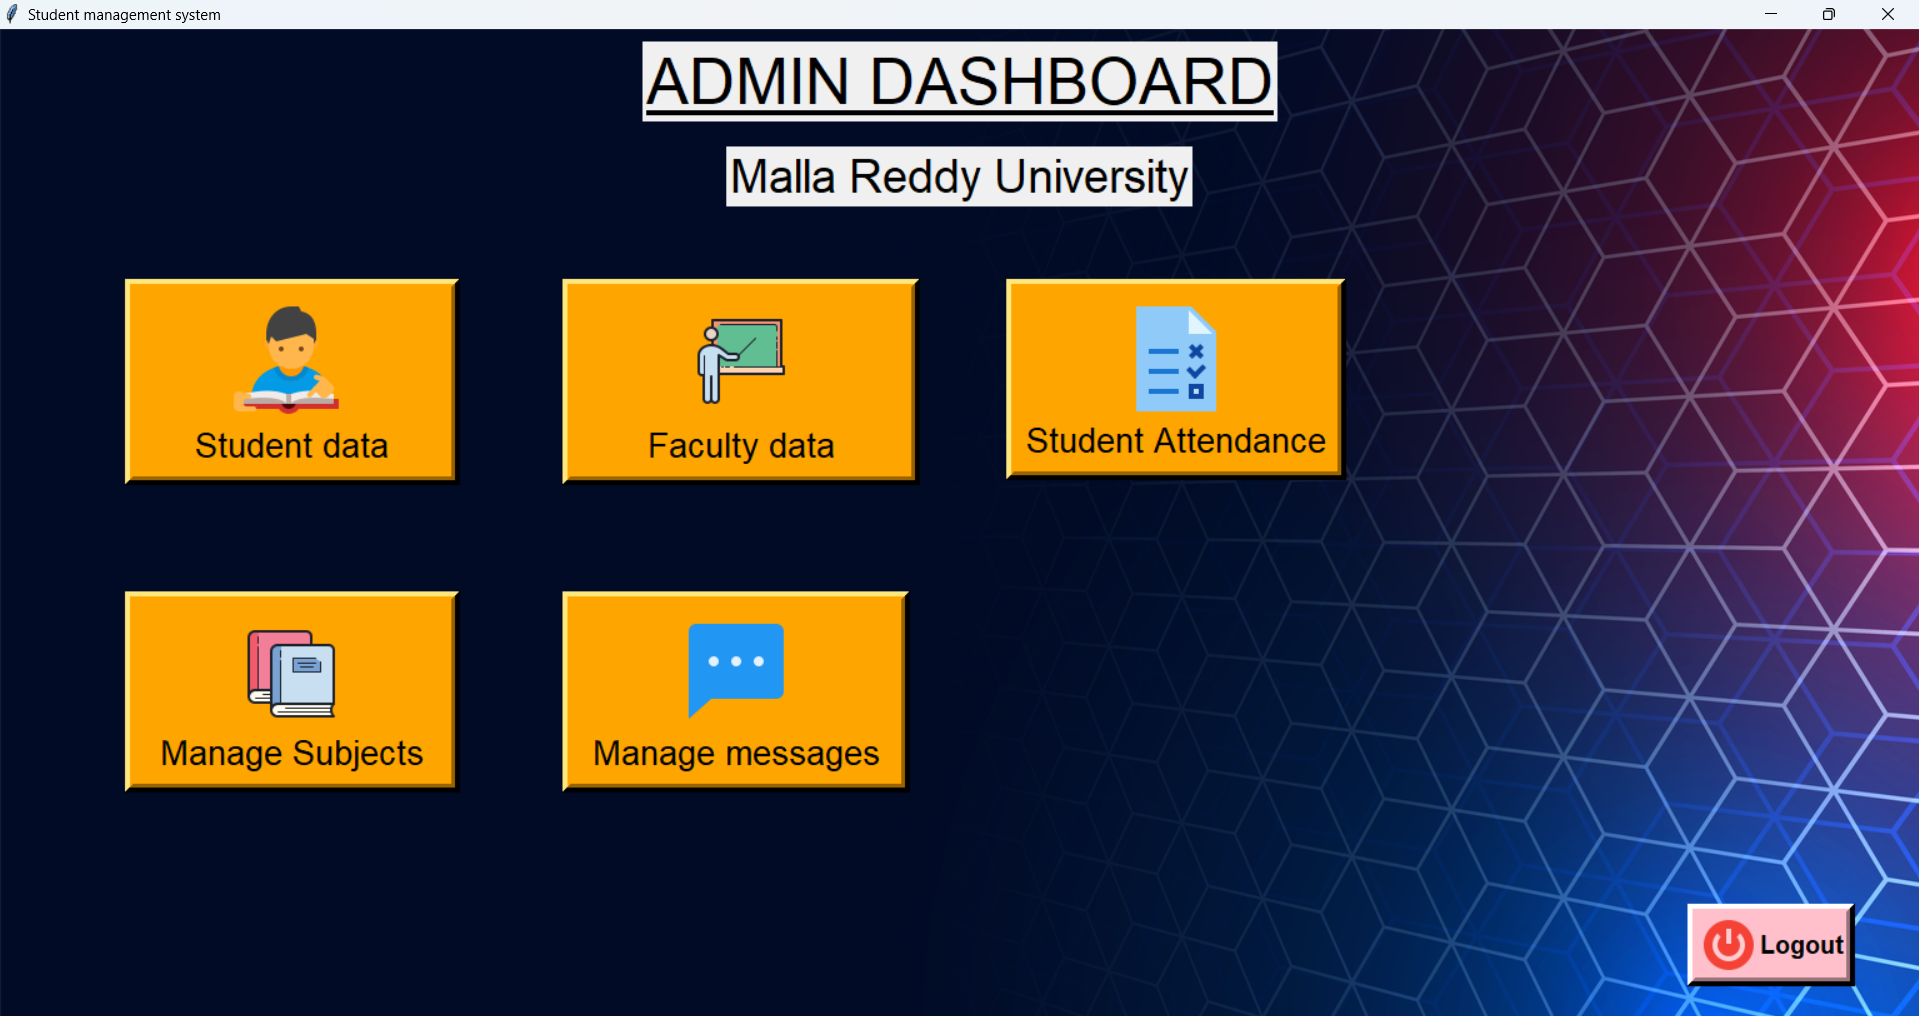 Student management system
ADMIN DASHBOARD
Malla Reddy University
Student data
Faculty data
Student Attendance
Manage Subjects
Manage messages
Logout